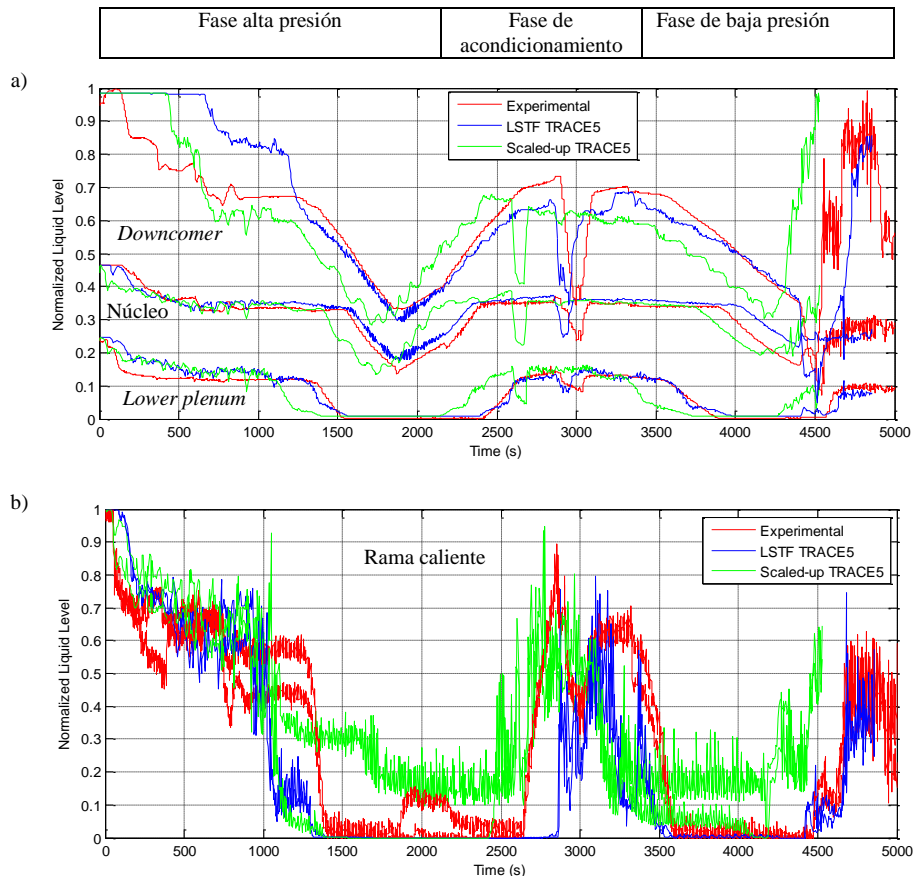 Fase alta presión
Fase de acondicionamiento
Fase de baja presión
a)
Normalized Liquid Level
1
0.9
0.8
0.7
0.6
0.5
0.4
0.3
0.2
0.1
0
Experimental
LSTF TRACE5
Scaled-up TRACE5
Downcomer
Núcleo
Lower plenum
0 500 1000 1500 2000 2500 3000 3500 4000 4500 5000
Time (s)
b)
Normalized Liquid Level
1
0.9
0.8
0.7
0.6
0.5
0.4
0.3
0.2
0.1
0
Rama caliente
Experimental
LSTF TRACE5
Scaled-up TRACE5
0 500 1000 1500 2000 2500 3000 3500 4000 4500 5000
Time (s)